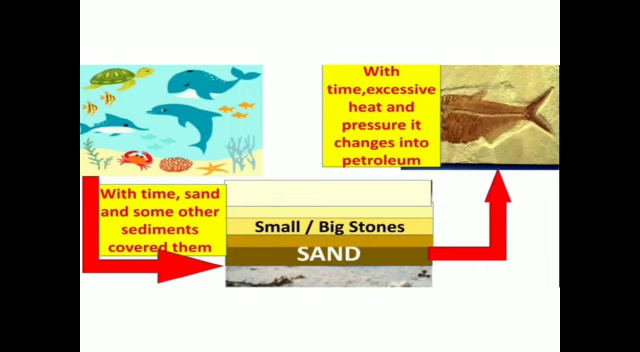 With
time,excessive
heat and
pressure it
changes into
petroleum
With time, sand
and some other
sediments
covered them
Small / Big Stones
SAND